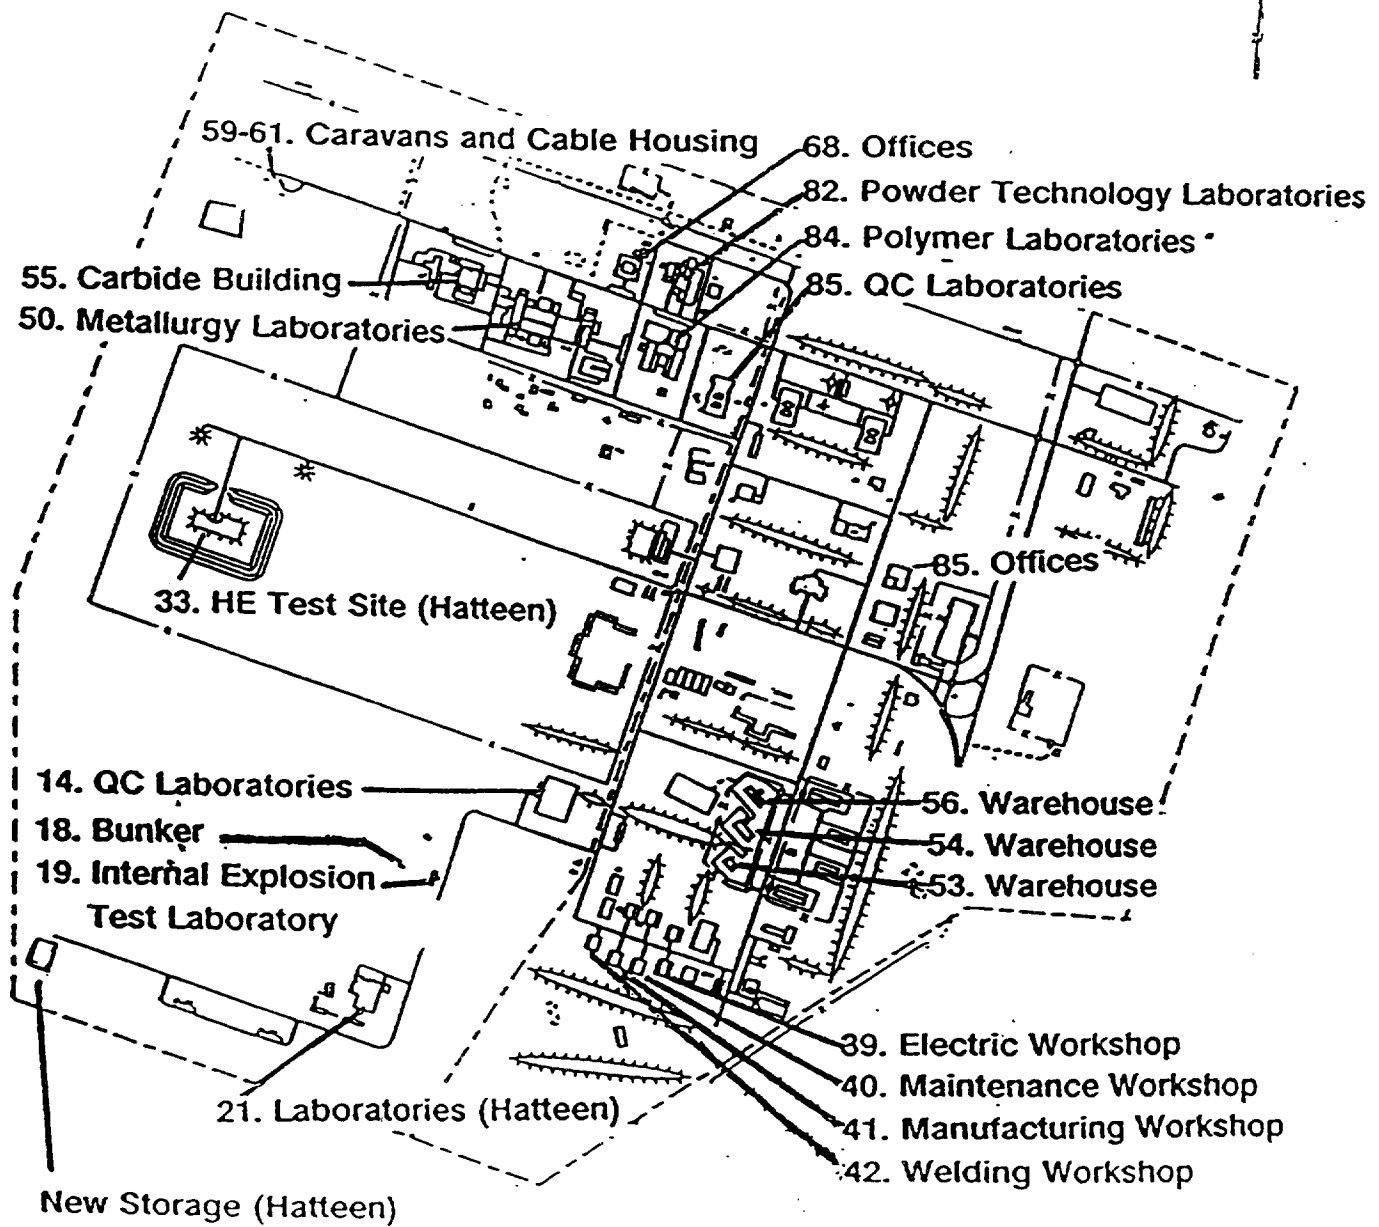 59-61. Caravans and Cable Housing
68. Offices
82. Powder Technology Laboratories
84. Polymer Laboratories
55. Carbide Building
85. QC Laboratories
50. Metallurgy Laboratories
85. Offices
33. HE Test Site (Hatteen)
14. QC Laboratories
56. Warehouse
18. Bunker
54. Warehouse
19. Internal Explosion
Test Laboratory
53. Warehouse
39. Electric Workshop
40. Maintenance Workshop
21. Laboratories (Hatteen)
41. Manufacturing Workshop
42. Welding Workshop
New Storage (Hatteen)